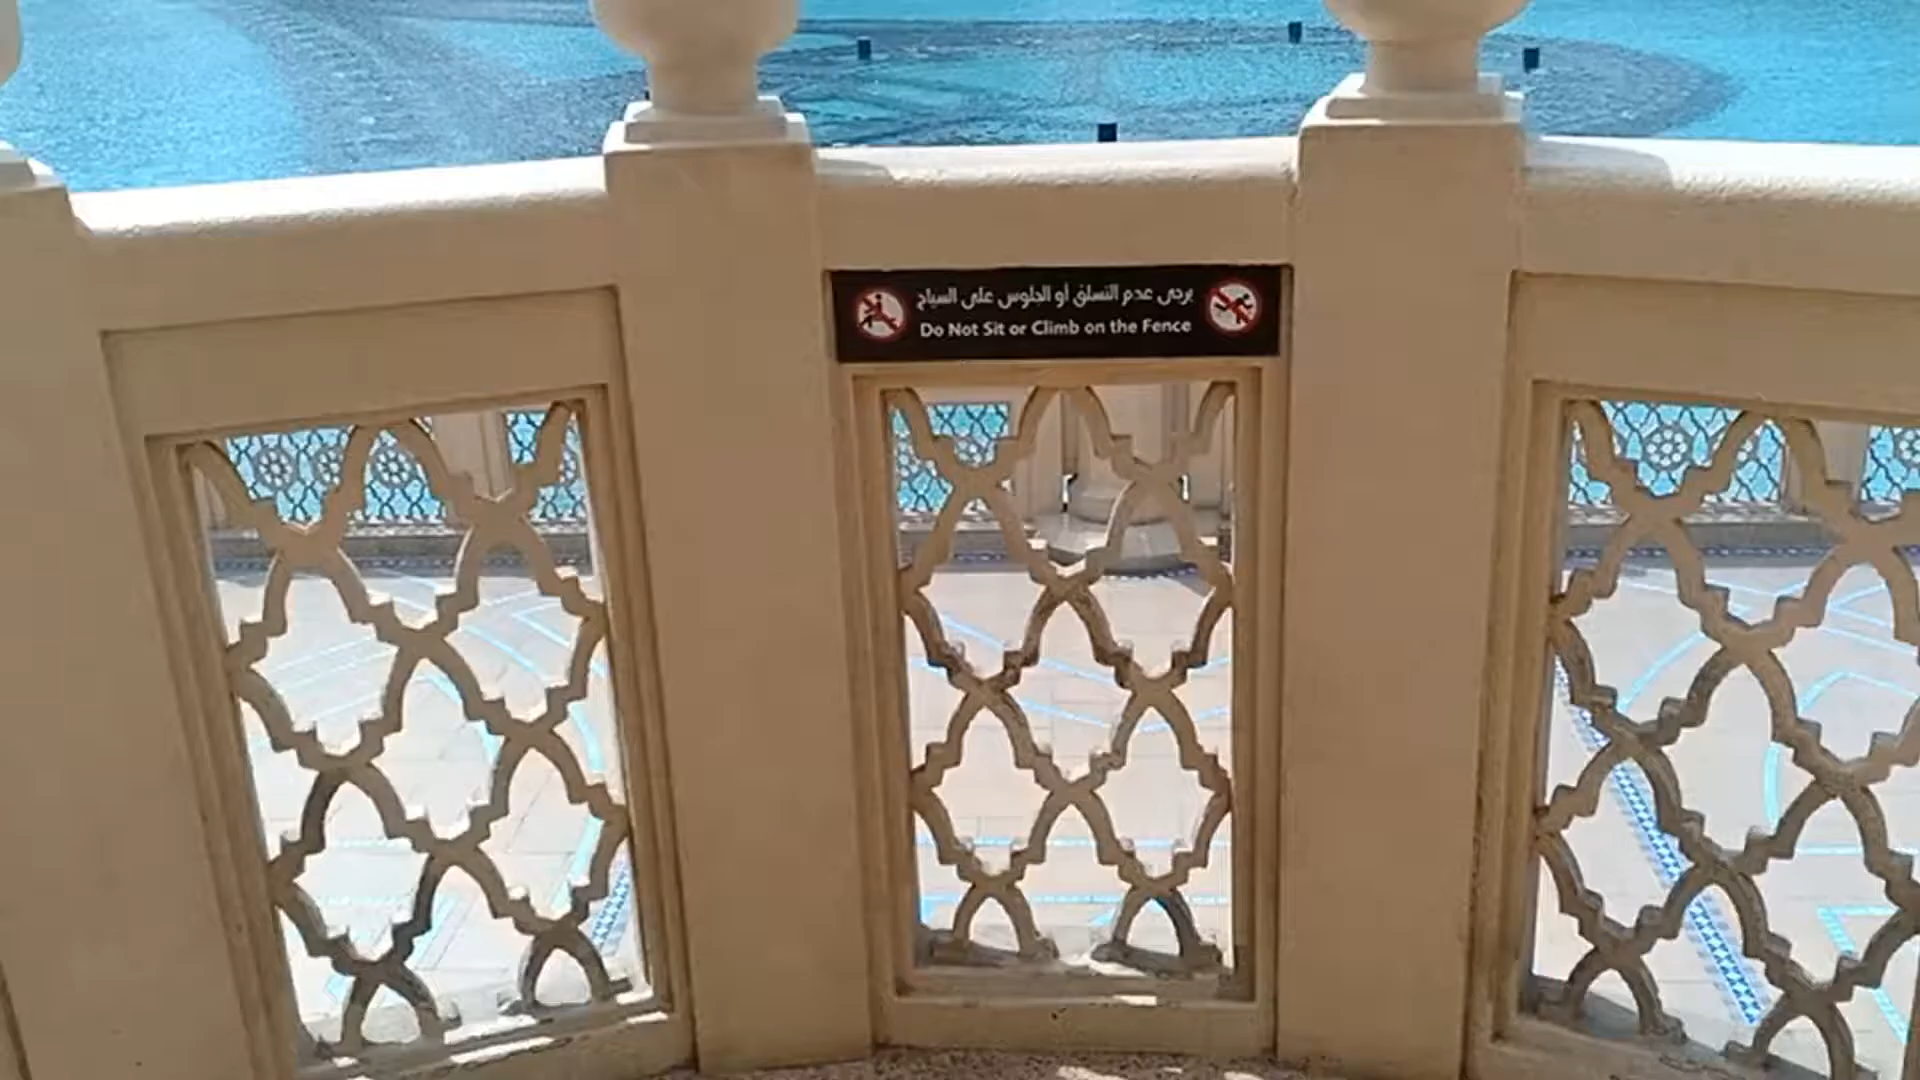 يرجى عدم التسلق أو الجلوس على السياج
Do Not Sit or Climb on the Fence